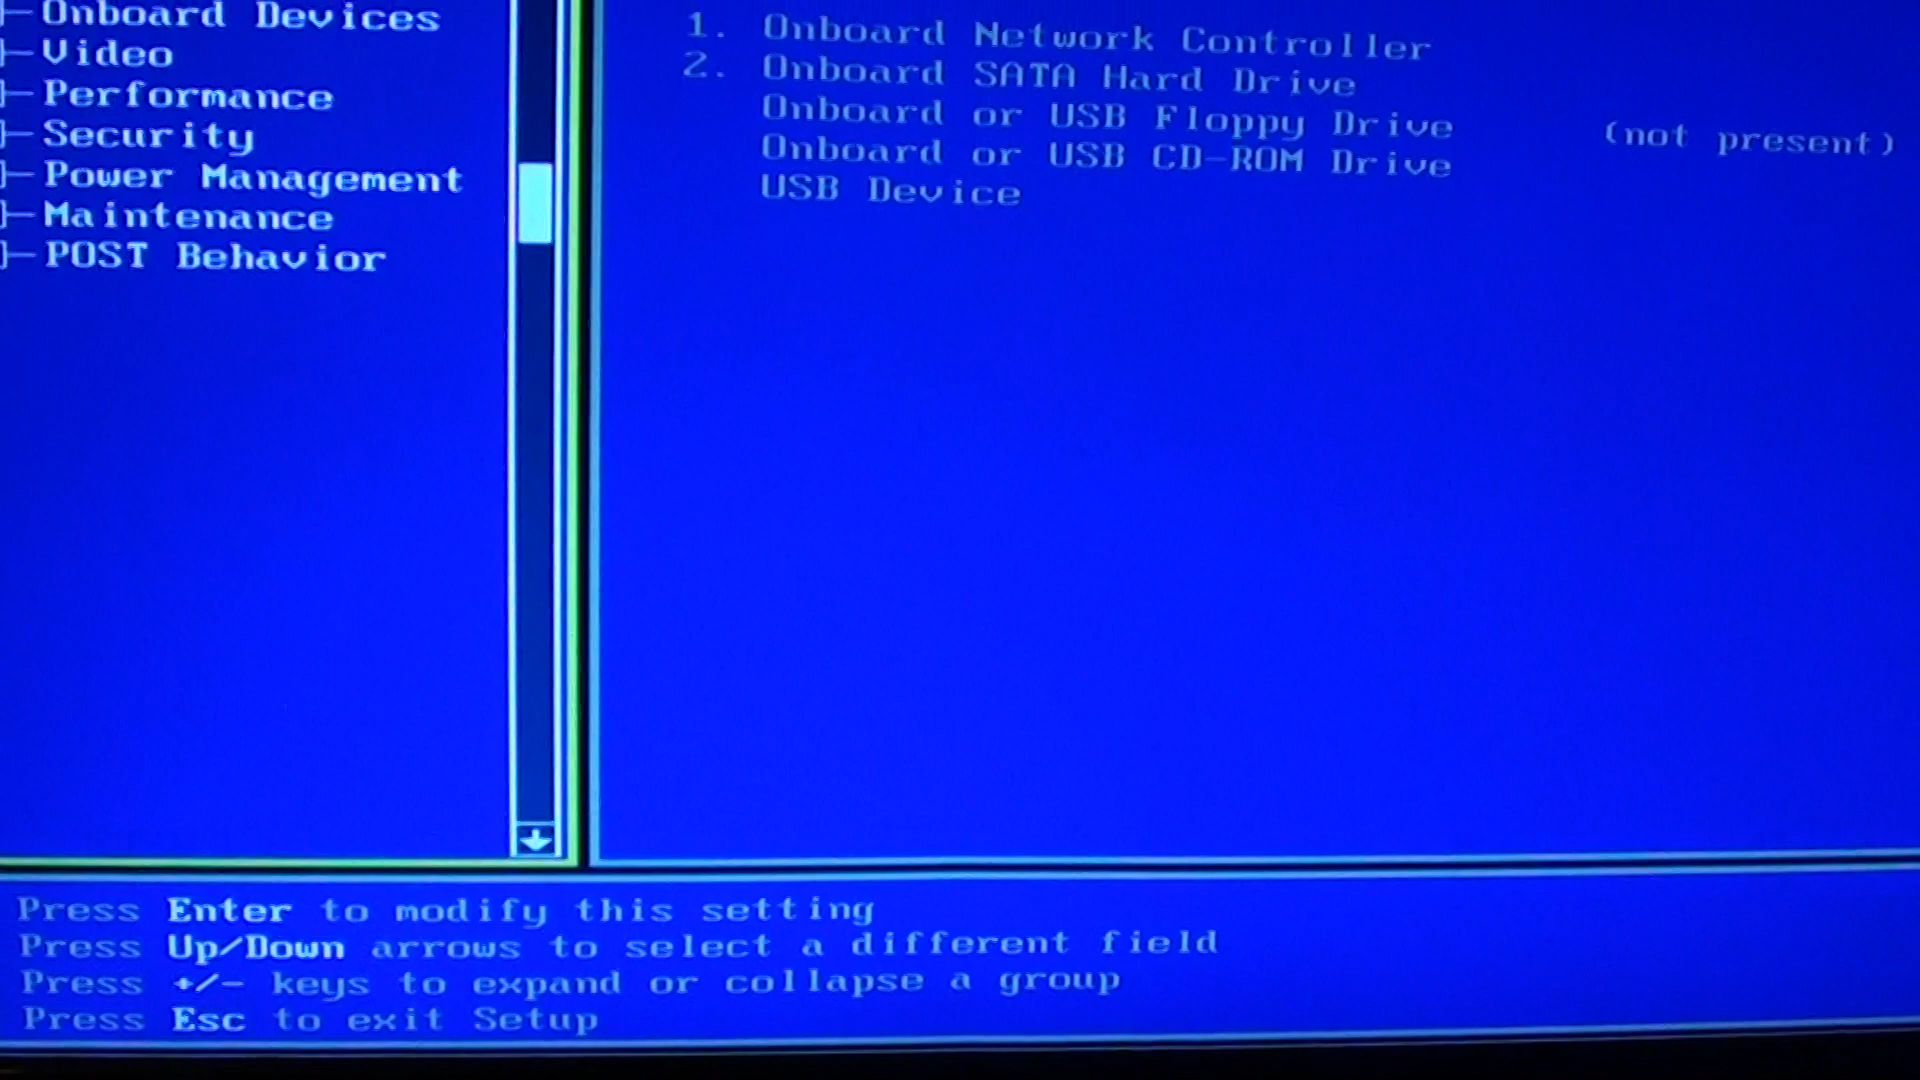 Onboard Devices
Video
Performance
Security
Power Management
Maintenance
POST Behavior
1. Onboard Network Controller
2. Onboard SATA Hard Drive
Onboard or USB Floppy Drive (not present)
Onboard or USB CD-ROM Drive
USB Device
Press Enter to modify this setting
Press Up/Down arrows to select a different field
Press +/- keys to expand or collapse a group
Press Esc to exit Setup